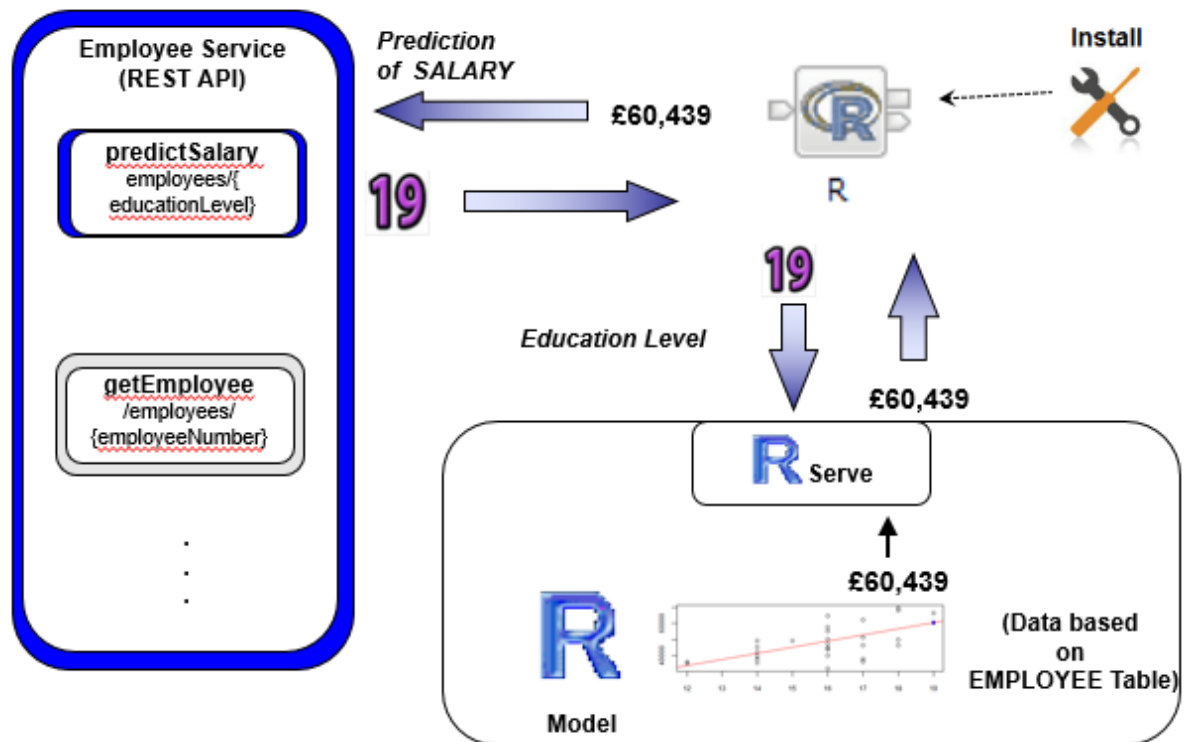 Employee Service
(REST API)
predictSalary
employees/{
educationLevel}
getEmployee
/employees/
{employeeNumber}
.
.
.
Prediction
of SALARY
£60,439
19
R
R
Install
19
Education Level
£60,439
R Serve
£60,439
R
Model
12 13 14 15 16 17 18 19
(Data based
on
EMPLOYEE Table)